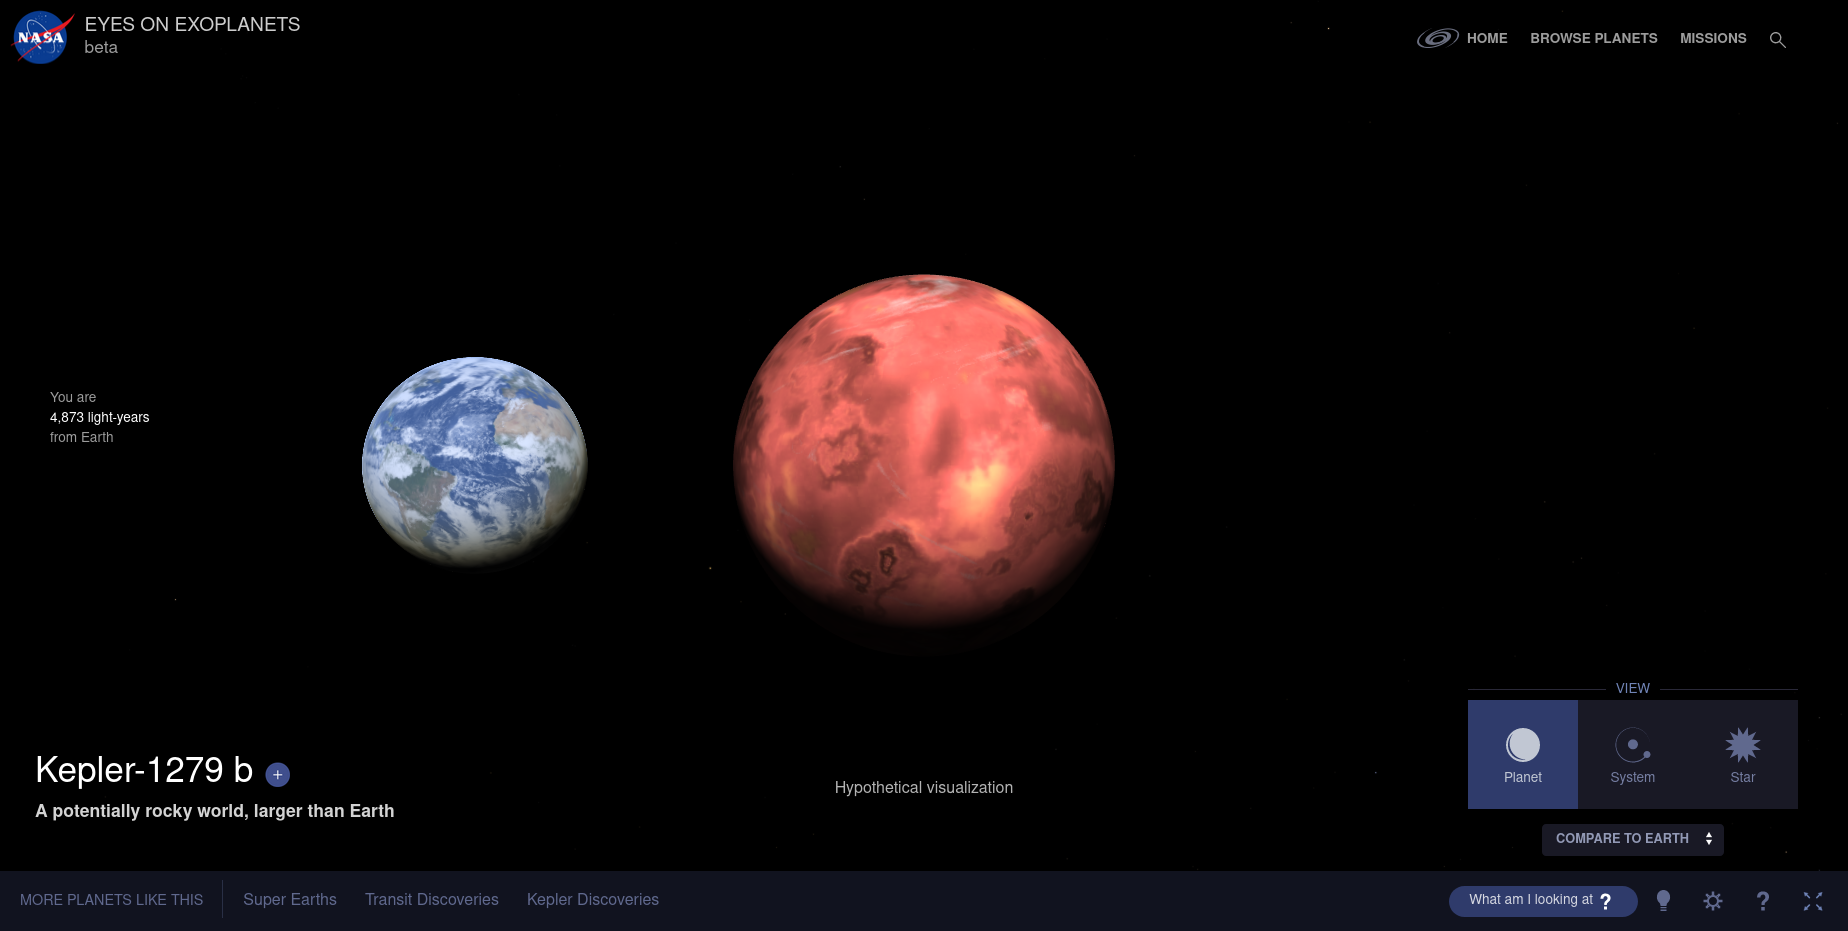 NASA
EYES ON EXOPLANETS
beta
HOME
BROWSE PLANETS
MISSIONS
You are
4,873 light-years
from Earth
Kepler-1279 b
+
A potentially rocky world, larger than Earth
Hypothetical visualization
VIEW
Planet
System
Star
COMPARE TO EARTH
MORE PLANETS LIKE THIS
Super Earths
Transit Discoveries
Kepler Discoveries
What am I looking at ?
?